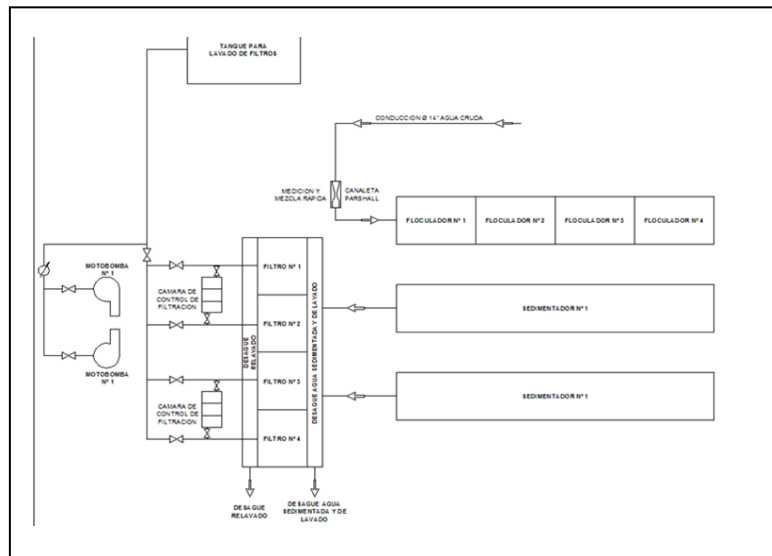 TANQUE PARA
LAVADO DE FILTROS
CONDUCCION Ø 14" AGUA CRUDA
MEDICION Y
MEZCLA RAPIDA
CANALETA
PARSHALL
FLOCULADOR Nº 1
FLOCULADOR Nº 2
FLOCULADOR Nº 3
FLOCULADOR Nº 4
MOTOBOMBA
Nº 1
MOTOBOMBA
Nº 1
CAMARA DE
CONTROL DE
FILTRACION
CAMARA DE
CONTROL DE
FILTRACION
DESAGUE
RELAVADO
FILTRO Nº 1
FILTRO Nº 2
FILTRO Nº 3
FILTRO Nº 4
DESAGUE AGUA SEDIMENTADA Y DE LAVADO
SEDIMENTADOR Nº 1
SEDIMENTADOR Nº 1
DESAGUE
RELAVADO
DESAGUE AGUA
SEDIMENTADA Y DE
LAVADO